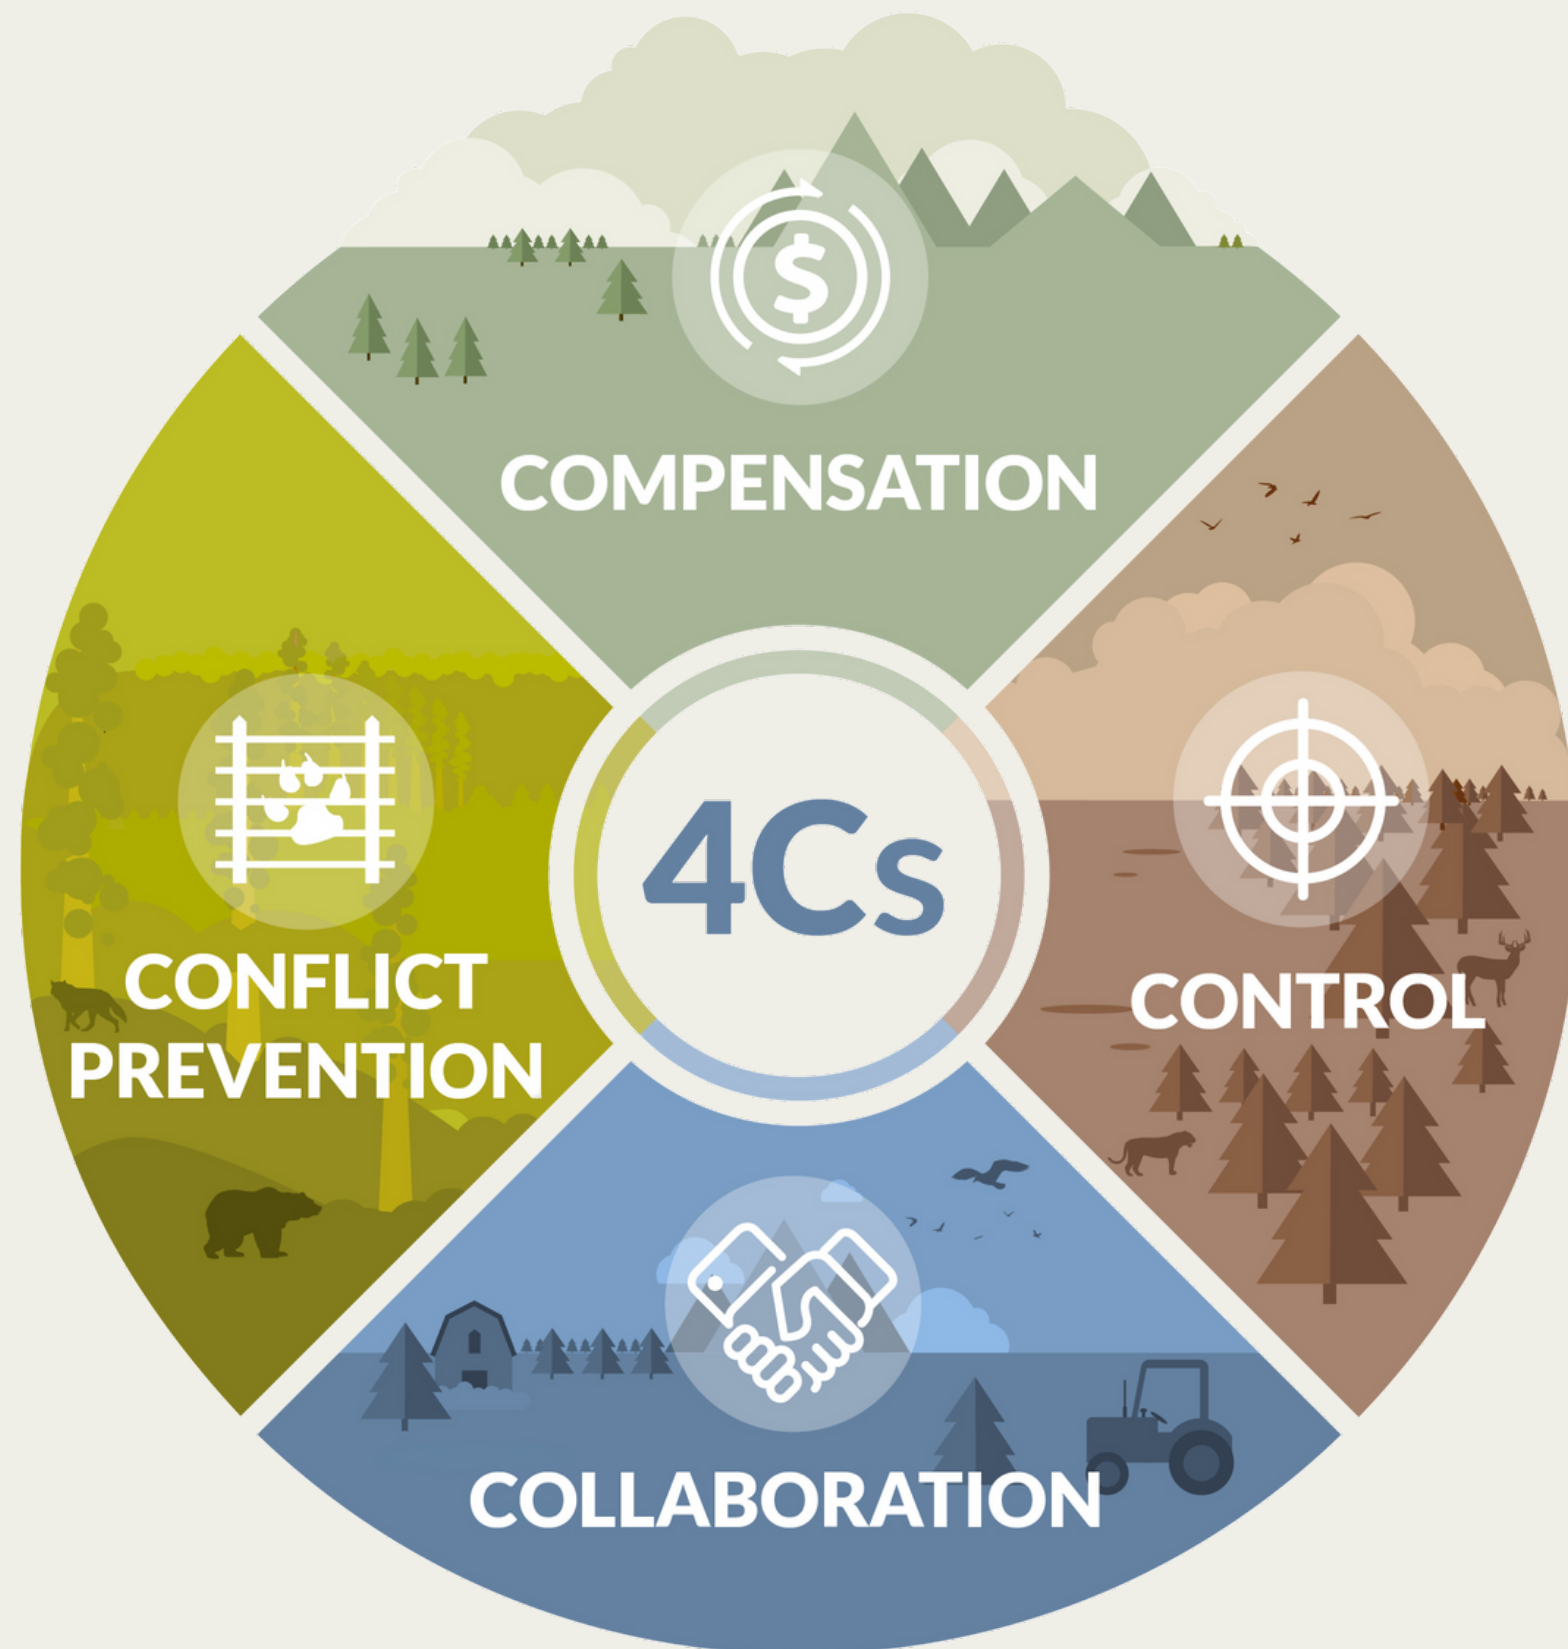 COMPENSATION
4Cs
CONFLICT
PREVENTION
CONTROL
COLLABORATION